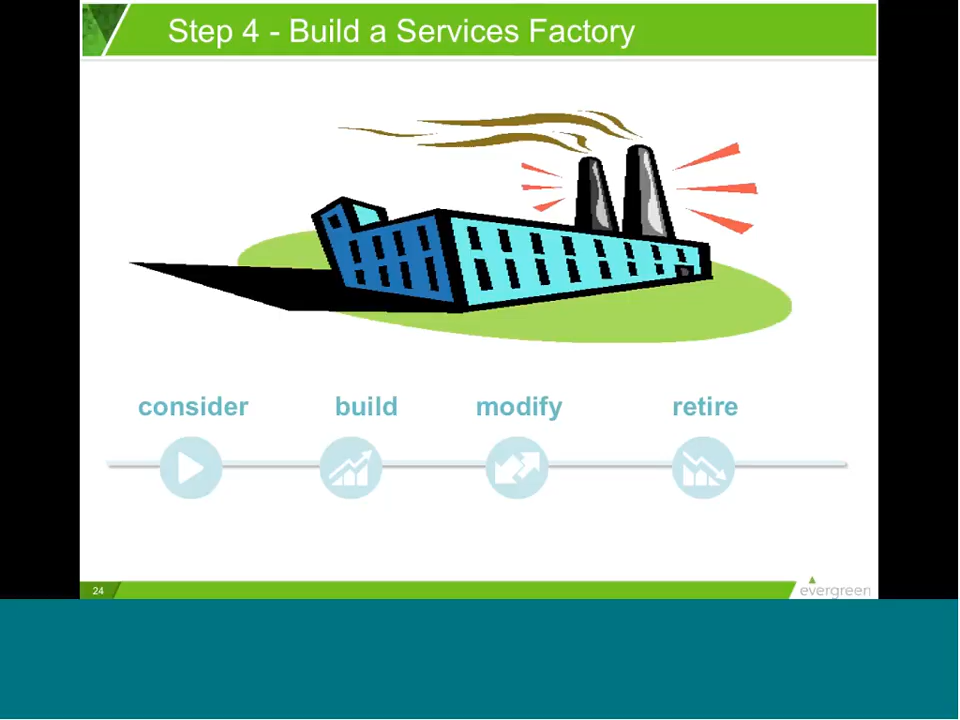 Step 4 - Build a Services Factory
consider build modify retire
24
evergreen